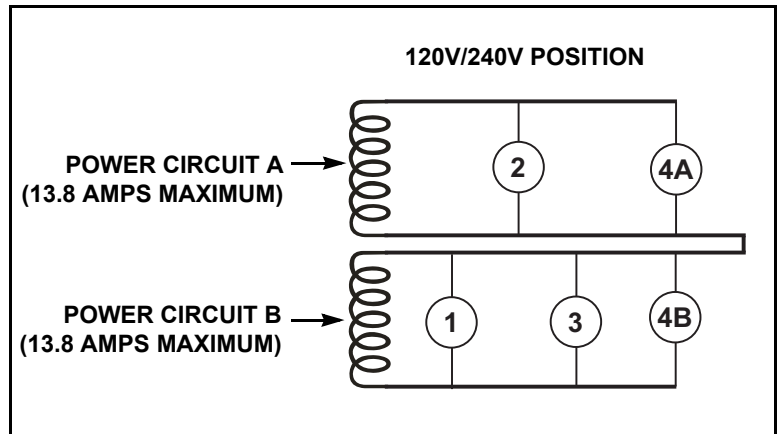 120V/240V POSITION
POWER CIRCUIT A
(13.8 AMPS MAXIMUM)
2
4A
POWER CIRCUIT B
(13.8 AMPS MAXIMUM)
1
3
4B